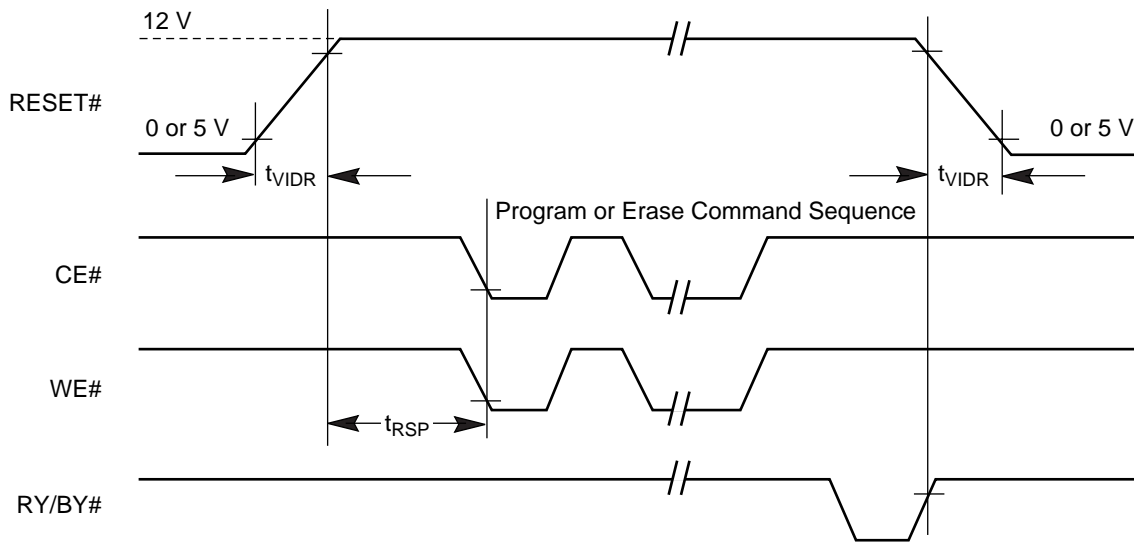 12 V
RESET#
0 or 5 V
0 or 5 V
tVIDR
tVIDR
Program or Erase Command Sequence
CE#
WE#
tRSP
RY/BY#